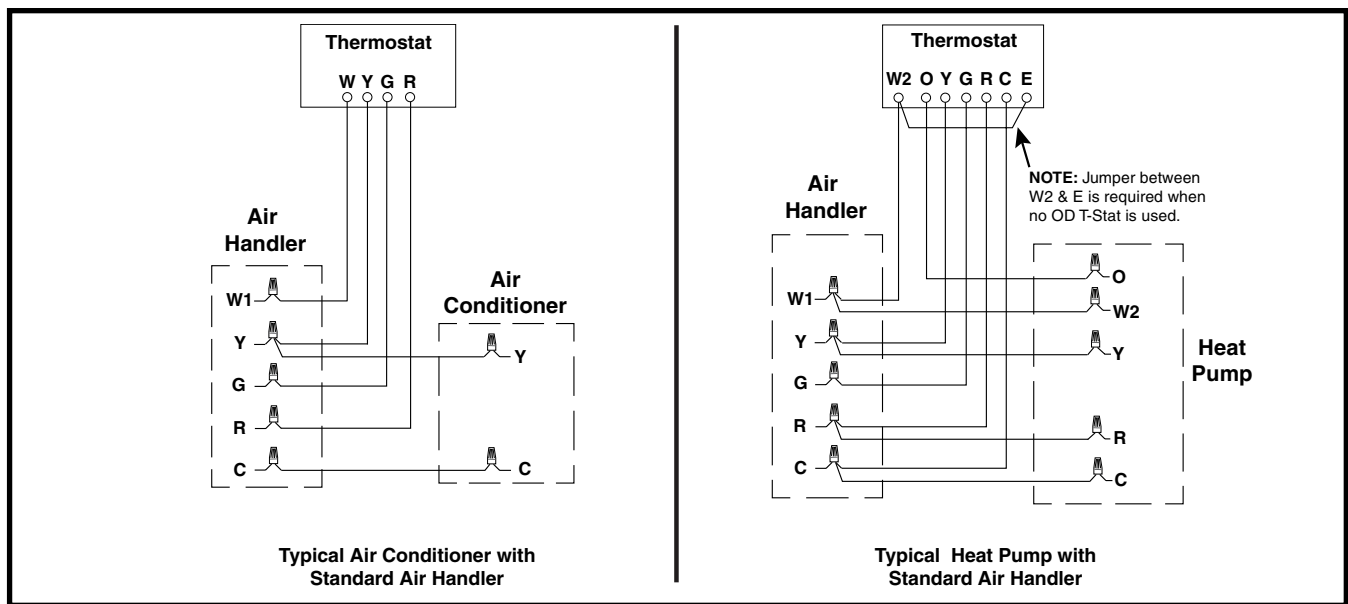 Thermostat
W Y G R
Air
Handler
W1
Y
G
R
C
Air
Conditioner
Y
C
Typical Air Conditioner with
Standard Air Handler
Thermostat
W2 O Y G R C E
NOTE: Jumper between
W2 & E is required when
no OD T-Stat is used.
Air
Handler
W1
Y
G
R
C
O
W2
Y
R
C
Heat
Pump
Typical Heat Pump with
Standard Air Handler